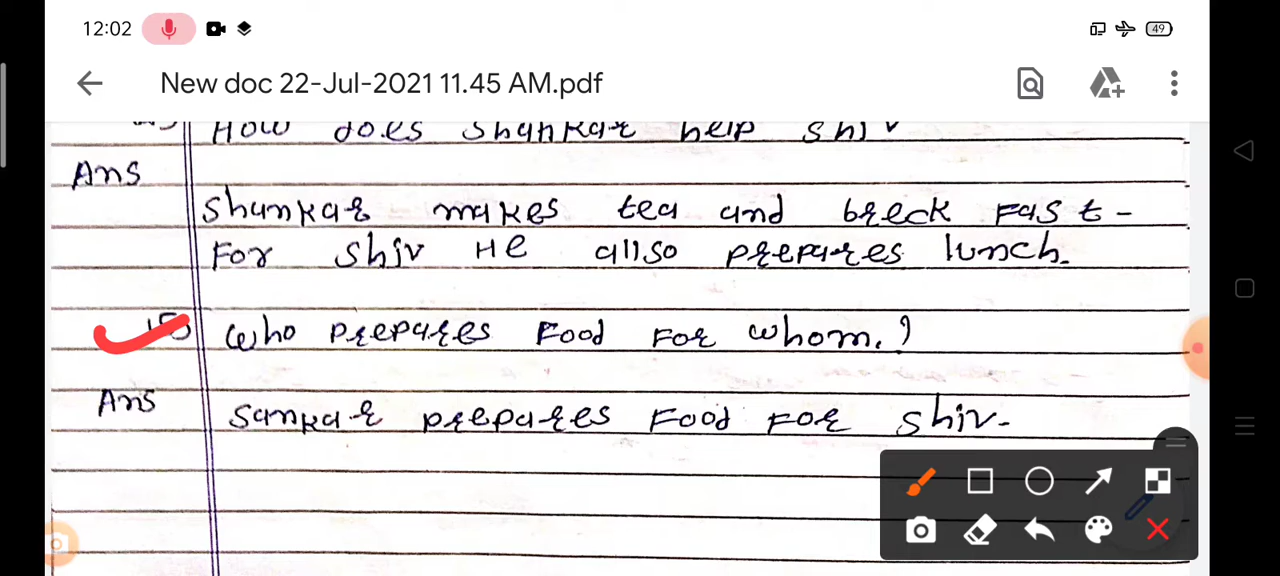 12:02
49
New doc 22-Jul-2021 11.45 AM.pdf
How does Shankar help Shiv
Ans
Shunkar makes tea and breck Fast-
For Shiv He allso prepares lunch.
Who prepares Food For whom.?
Ans
Sankar prepares Food For Shiv.